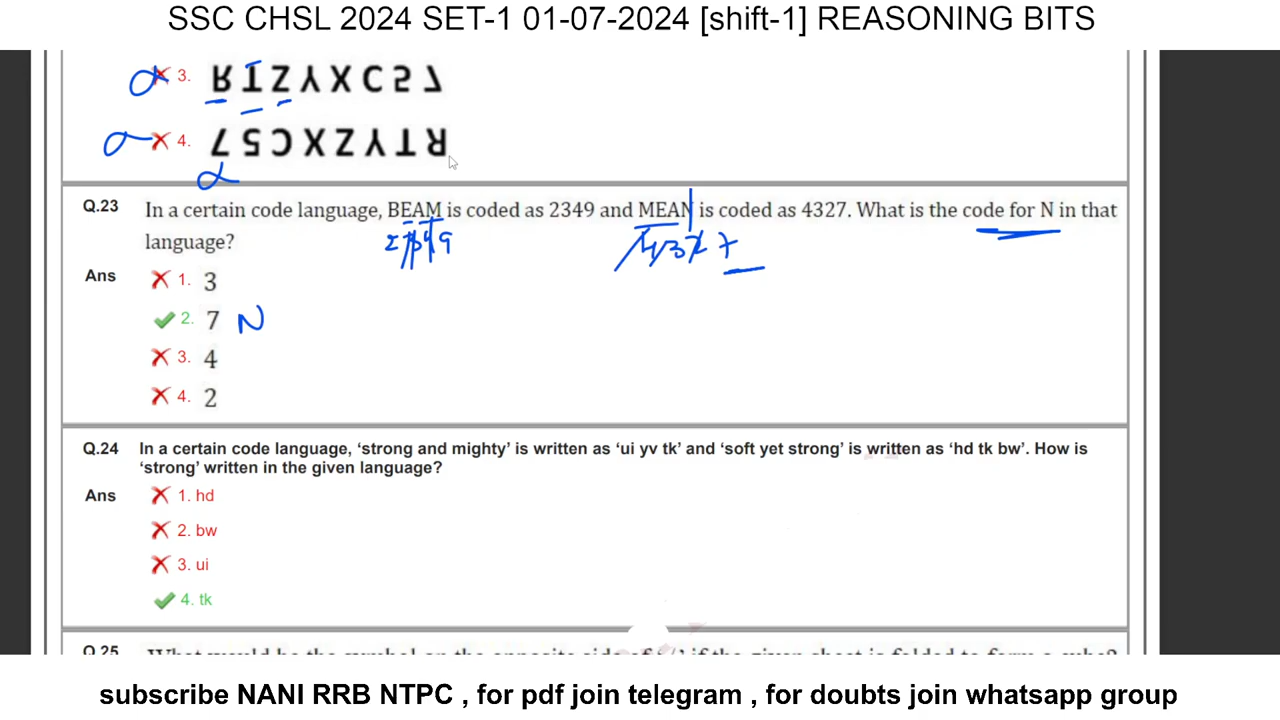 SSC CHSL 2024 SET-1 01-07-2024 [shift-1] REASONING BITS
3.
4.
Q.23 In a certain code language, BEAM is coded as 2349 and MEAN is coded as 4327. What is the code for N in that
language?
Ans 1. 3
2. 7 N
3. 4
4. 2
Q.24 In a certain code language, ‘strong and mighty’ is written as ‘ui yv tk’ and ‘soft yet strong’ is written as ‘hd tk bw’. How is
‘strong’ written in the given language?
Ans 1. hd
2. bw
3. ui
4. tk
Q.25
subscribe NANI RRB NTPC , for pdf join telegram , for doubts join whatsapp group